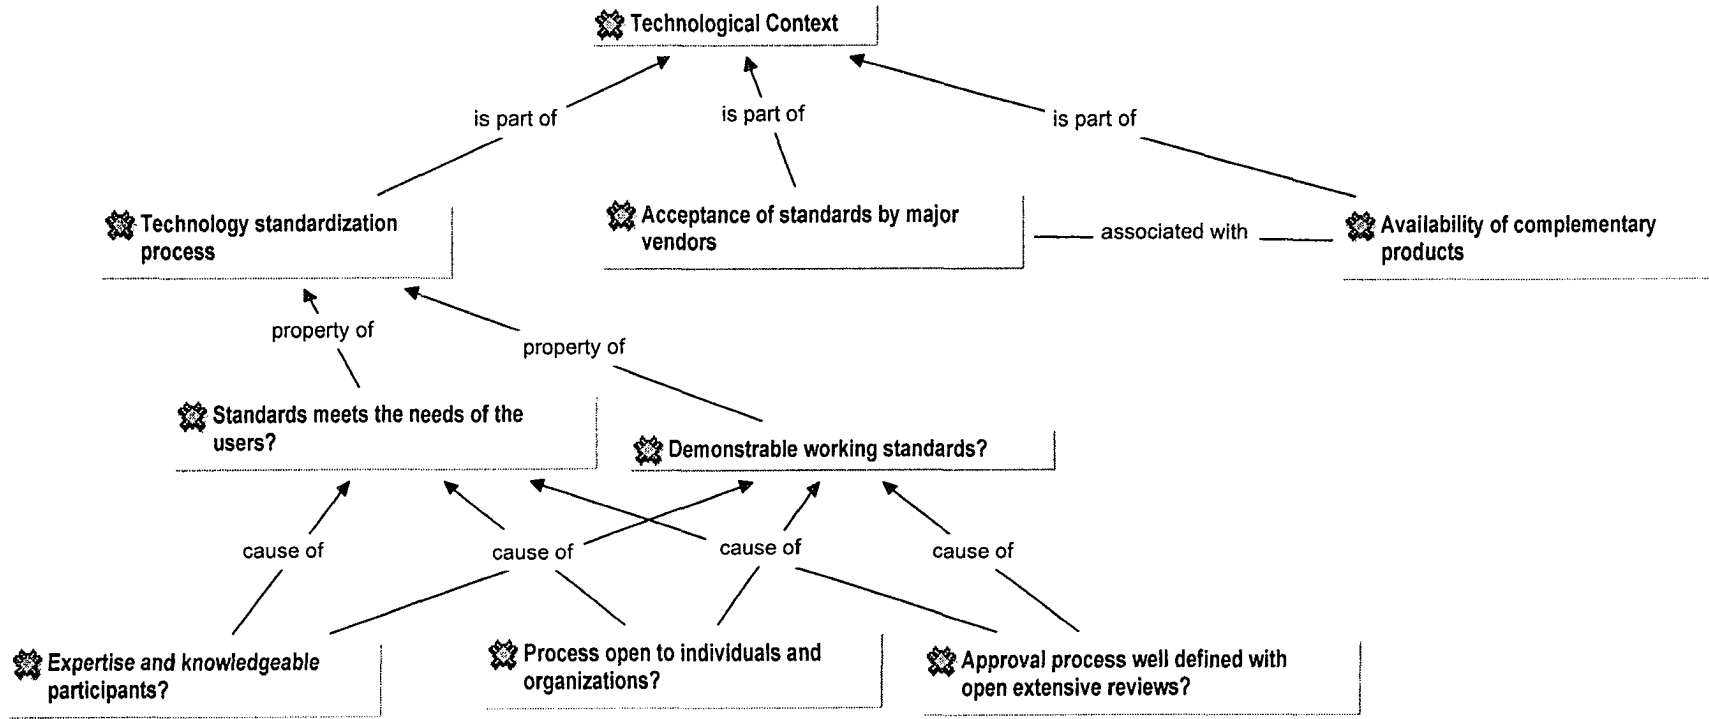 Technological Context
is part of
is part of
is part of
Technology standardization
process
Acceptance of standards by major
vendors
associated with
Availability of complementary
products
property of
property of
Standards meets the needs of the
users?
Demonstrable working standards?
cause of
cause of
cause of
cause of
Expertise and knowledgeable
participants?
Process open to individuals and
organizations?
Approval process well defined with
open extensive reviews?